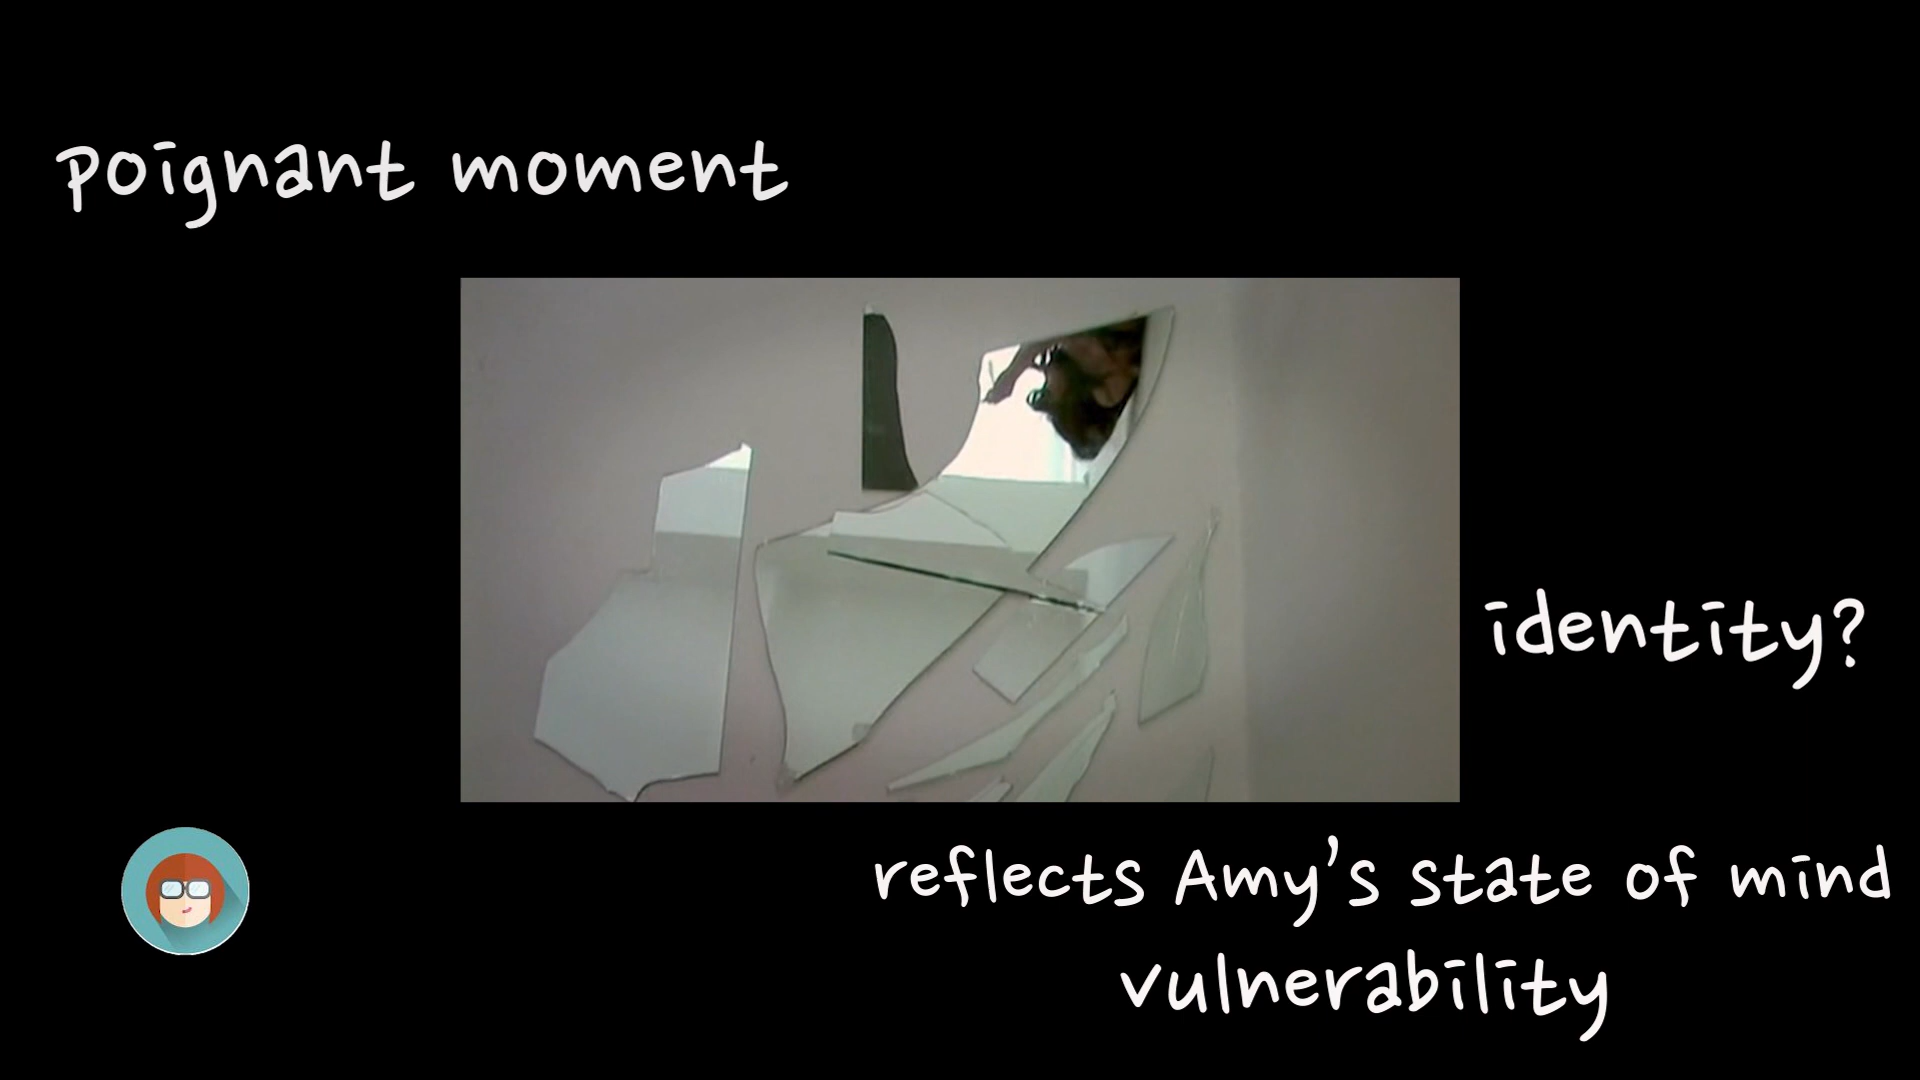 poignant moment
identity?
reflects Amy's state of mind
vulnerability